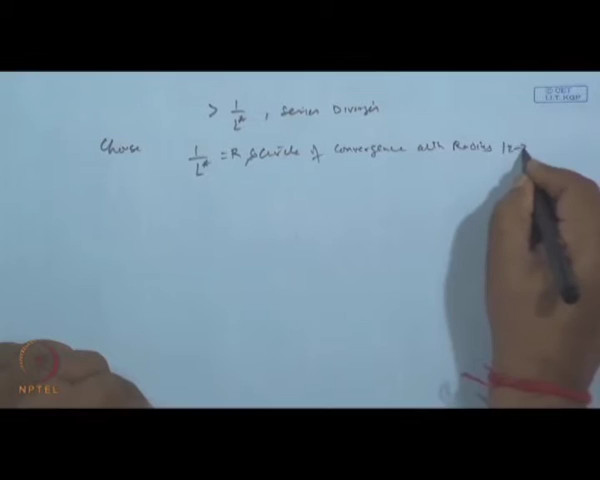 © CET
I.I.T. KGP
> 1/L* , Series Diverges
Choose 1/L* = R circle of convergence with Radius |z-
NPTEL